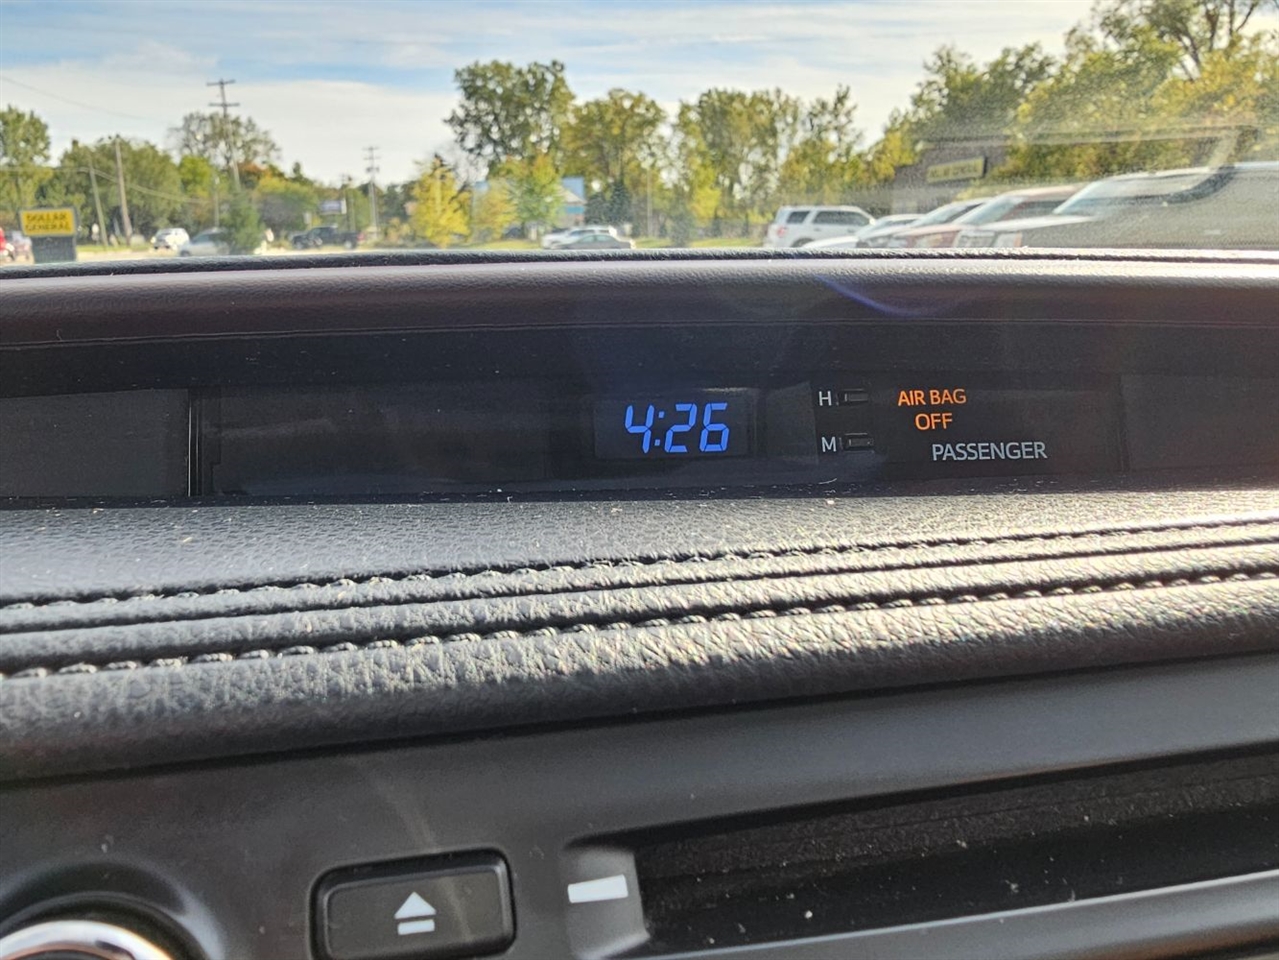 DOLLAR
GENERAL
4:26
H
M
AIR BAG
OFF
PASSENGER